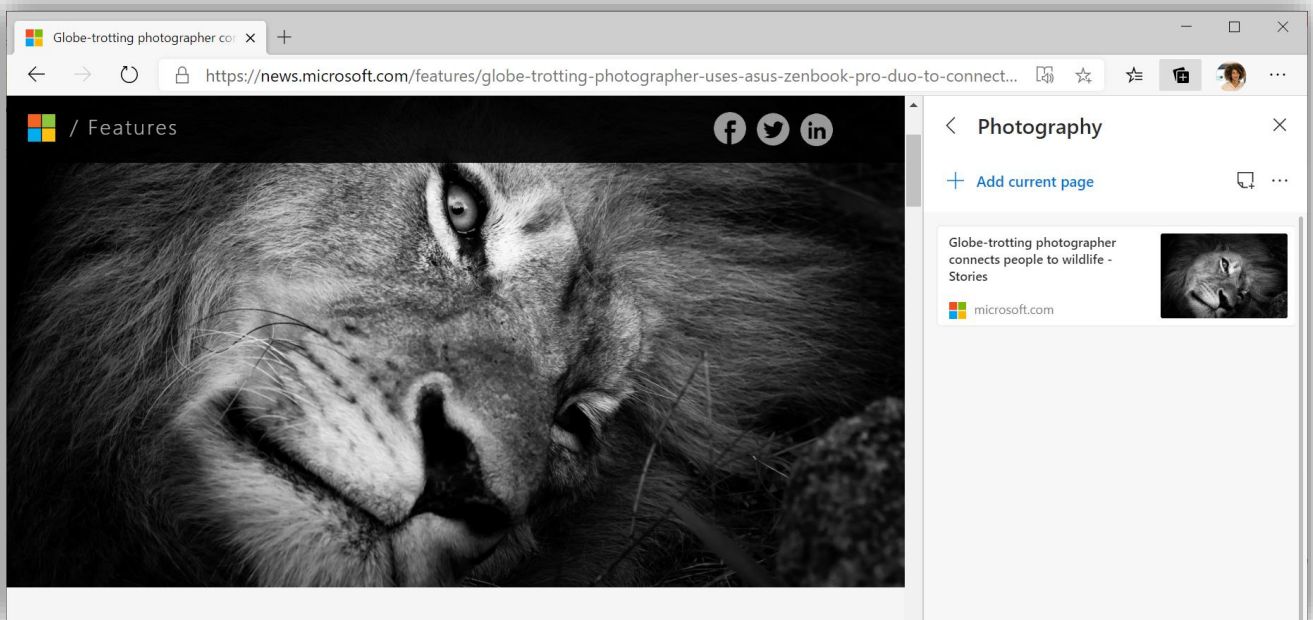 Globe-trotting photographer co
https://news.microsoft.com/features/globe-trotting-photographer-uses-asus-zenbook-pro-duo-to-connect...
/ Features
Photography
Add current page
Globe-trotting photographer
connects people to wildlife -
Stories
microsoft.com